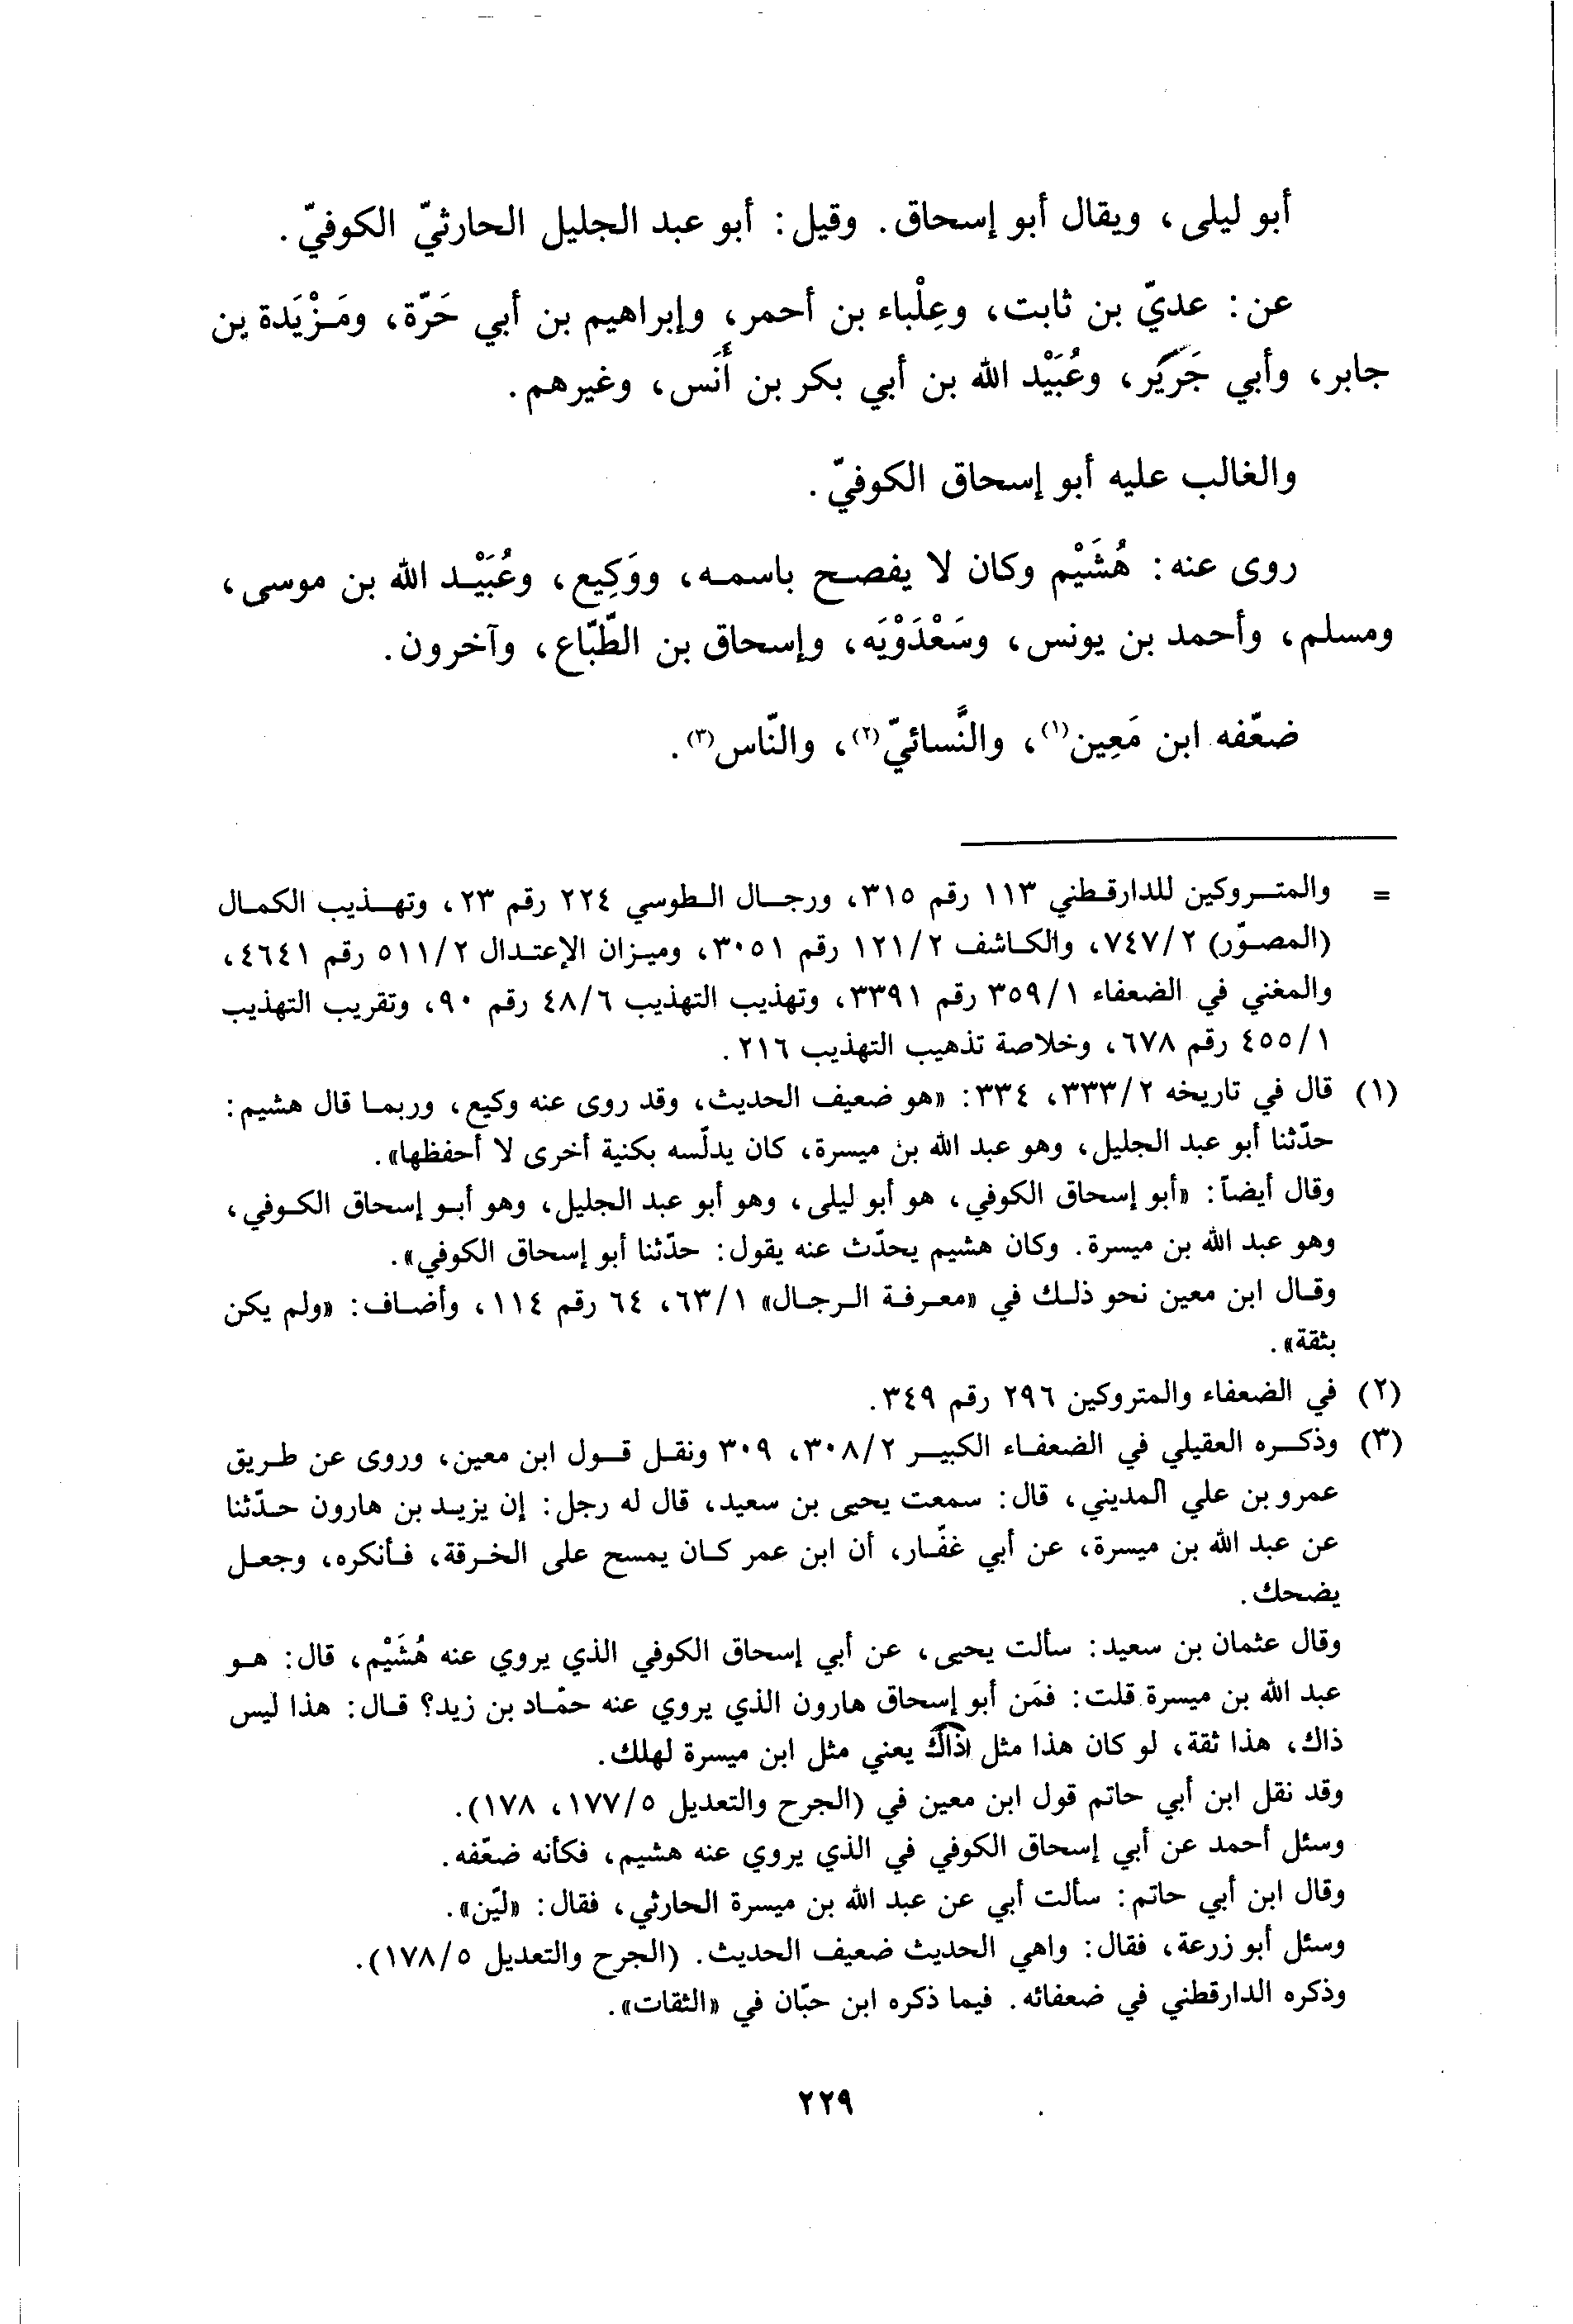 أبو ليلى، ويقال أبو إسحاق. وقيل: أبو عبد الجليل الحارثيّ الكوفيّ.
عن: عديّ بن ثابت، وعِلْباء بن أحمر، وإبراهيم بن أبي حَرّة، ومَـزْيَدة بن
جابر، وأبي جَرير، وعُبَيْد الله بن أبي بكر بن أَنَس، وغيرهم.
والغالب عليه أبو إسحاق الكوفيّ.
روى عنه: هُشَيْم وكان لا يفصح باسمه، ووَكِيع، وعُبَيْد الله بن موسى،
ومسلم، وأحمد بن يونس، وسَعْدَوْيَه، وإسحاق بن الطّبّاع، وآخرون.
ضعّفه ابن مَعِين(١)، والنَّسائيّ(٢)، والنّاس(٣).
= والمتروكين للدارقطني ١١٣ رقم ٣١٥، ورجال الطوسي ٢٢٤ رقم ٢٣، وتهذيب الكمال
(المصوّر) ٧٤٧/٢، والكاشف ١٢١/٢ رقم ٣٠٥١، وميزان الإعتدال ٥١١/٢ رقم ٤٦٤١،
والمغني في الضعفاء ٣٥٩/١ رقم ٣٣٩١، وتهذيب التهذيب ٤٨/٦ رقم ٩٠، وتقريب التهذيب
٤٥٥/١ رقم ٦٧٨، وخلاصة تذهيب التهذيب ٢١٦.
(١) قال في تاريخه ٣٣٣/٢، ٣٣٤: «هو ضعيف الحديث، وقد روى عنه وكيع، وربما قال هشيم:
حدّثنا أبو عبد الجليل، وهو عبد الله بن ميسرة، كان يدلّسه بكنية أخرى لا أحفظها».
وقال أيضاً: «أبو إسحاق الكوفي، هو أبو ليلى، وهو أبو عبد الجليل، وهو أبو إسحاق الكوفي،
وهو عبد الله بن ميسرة. وكان هشيم يحدّث عنه يقول: حدّثنا أبو إسحاق الكوفي».
وقال ابن معين نحو ذلك في «معرفة الرجال» ٦٣/١، ٦٤ رقم ١١٤، وأضاف: «ولم يكن
بثقة».
(٢) في الضعفاء والمتروكين ٢٩٦ رقم ٣٤٩.
(٣) وذكره العقيلي في الضعفاء الكبير ٣٠٨/٢، ٣٠٩ ونقل قول ابن معين، وروى عن طريق
عمرو بن علي المديني، قال: سمعت يحيى بن سعيد، قال له رجل: إن يزيد بن هارون حدّثنا
عن عبد الله بن ميسرة، عن أبي غفّار، أن ابن عمر كان يمسح على الخرقة، فأنكره، وجعل
يضحك.
وقال عثمان بن سعيد: سألت يحيى، عن أبي إسحاق الكوفي الذي يروي عنه هُشَيْم، قال: هو
عبد الله بن ميسرة قلت: فمَن أبو إسحاق هارون الذي يروي عنه حمّاد بن زيد؟ قال: هذا ليس
ذاك، هذا ثقة، لو كان هذا مثل ذاك يعني مثل ابن ميسرة لهلك.
وقد نقل ابن أبي حاتم قول ابن معين في (الجرح والتعديل ١٧٧/٥، ١٧٨).
وسئل أحمد عن أبي إسحاق الكوفي في الذي يروي عنه هشيم، فكأنه ضعّفه.
وقال ابن أبي حاتم: سألت أبي عن عبد الله بن ميسرة الحارثي، فقال: «ليّن».
وسئل أبو زرعة، فقال: واهي الحديث ضعيف الحديث. (الجرح والتعديل ١٧٨/٥).
وذكره الدارقطني في ضعفائه. فيما ذكره ابن حبّان في «الثقات».
٢٢٩